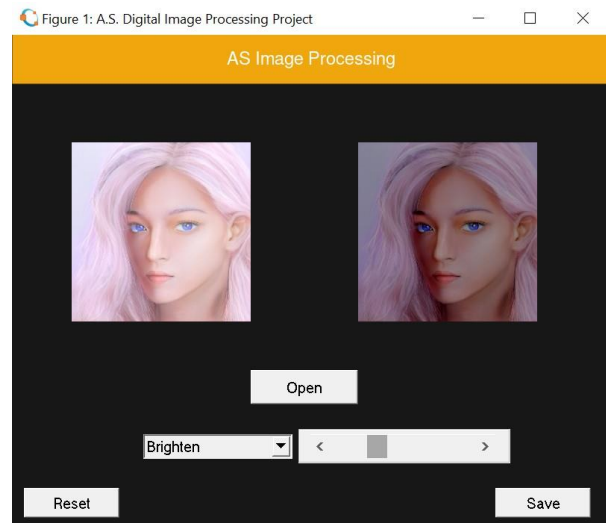 Figure 1: A.S. Digital Image Processing Project
AS Image Processing
Open
Brighten
Reset
Save